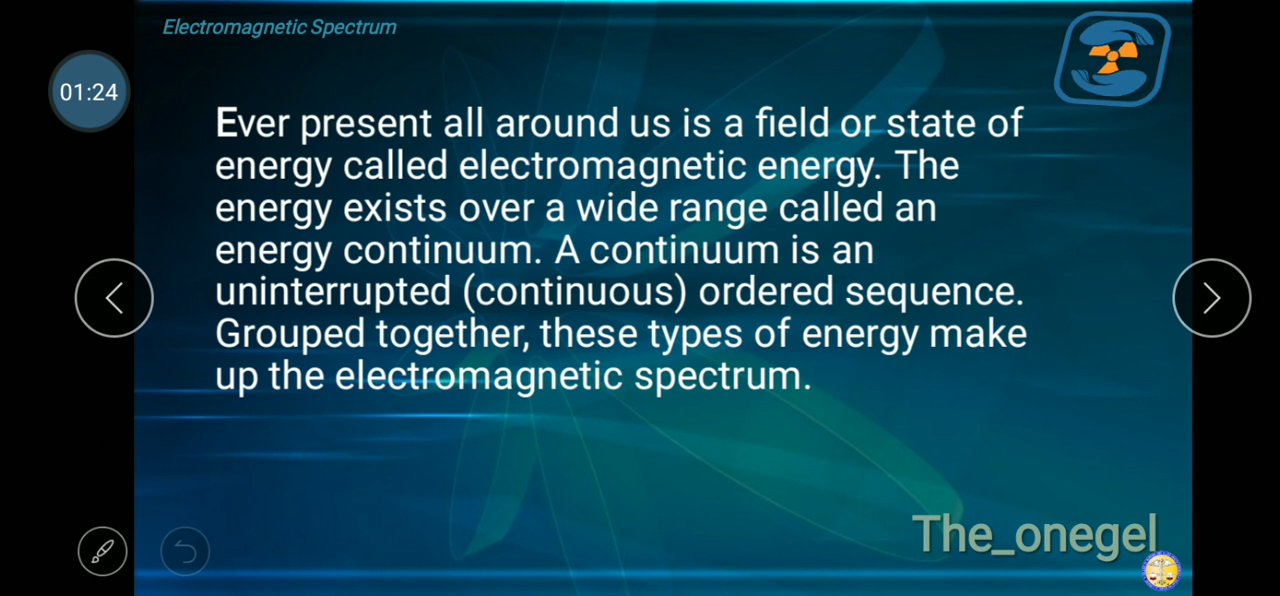 Electromagnetic Spectrum
01:24
Ever present all around us is a field or state of
energy called electromagnetic energy. The
energy exists over a wide range called an
energy continuum. A continuum is an
uninterrupted (continuous) ordered sequence.
Grouped together, these types of energy make
up the electromagnetic spectrum.
The_onegel